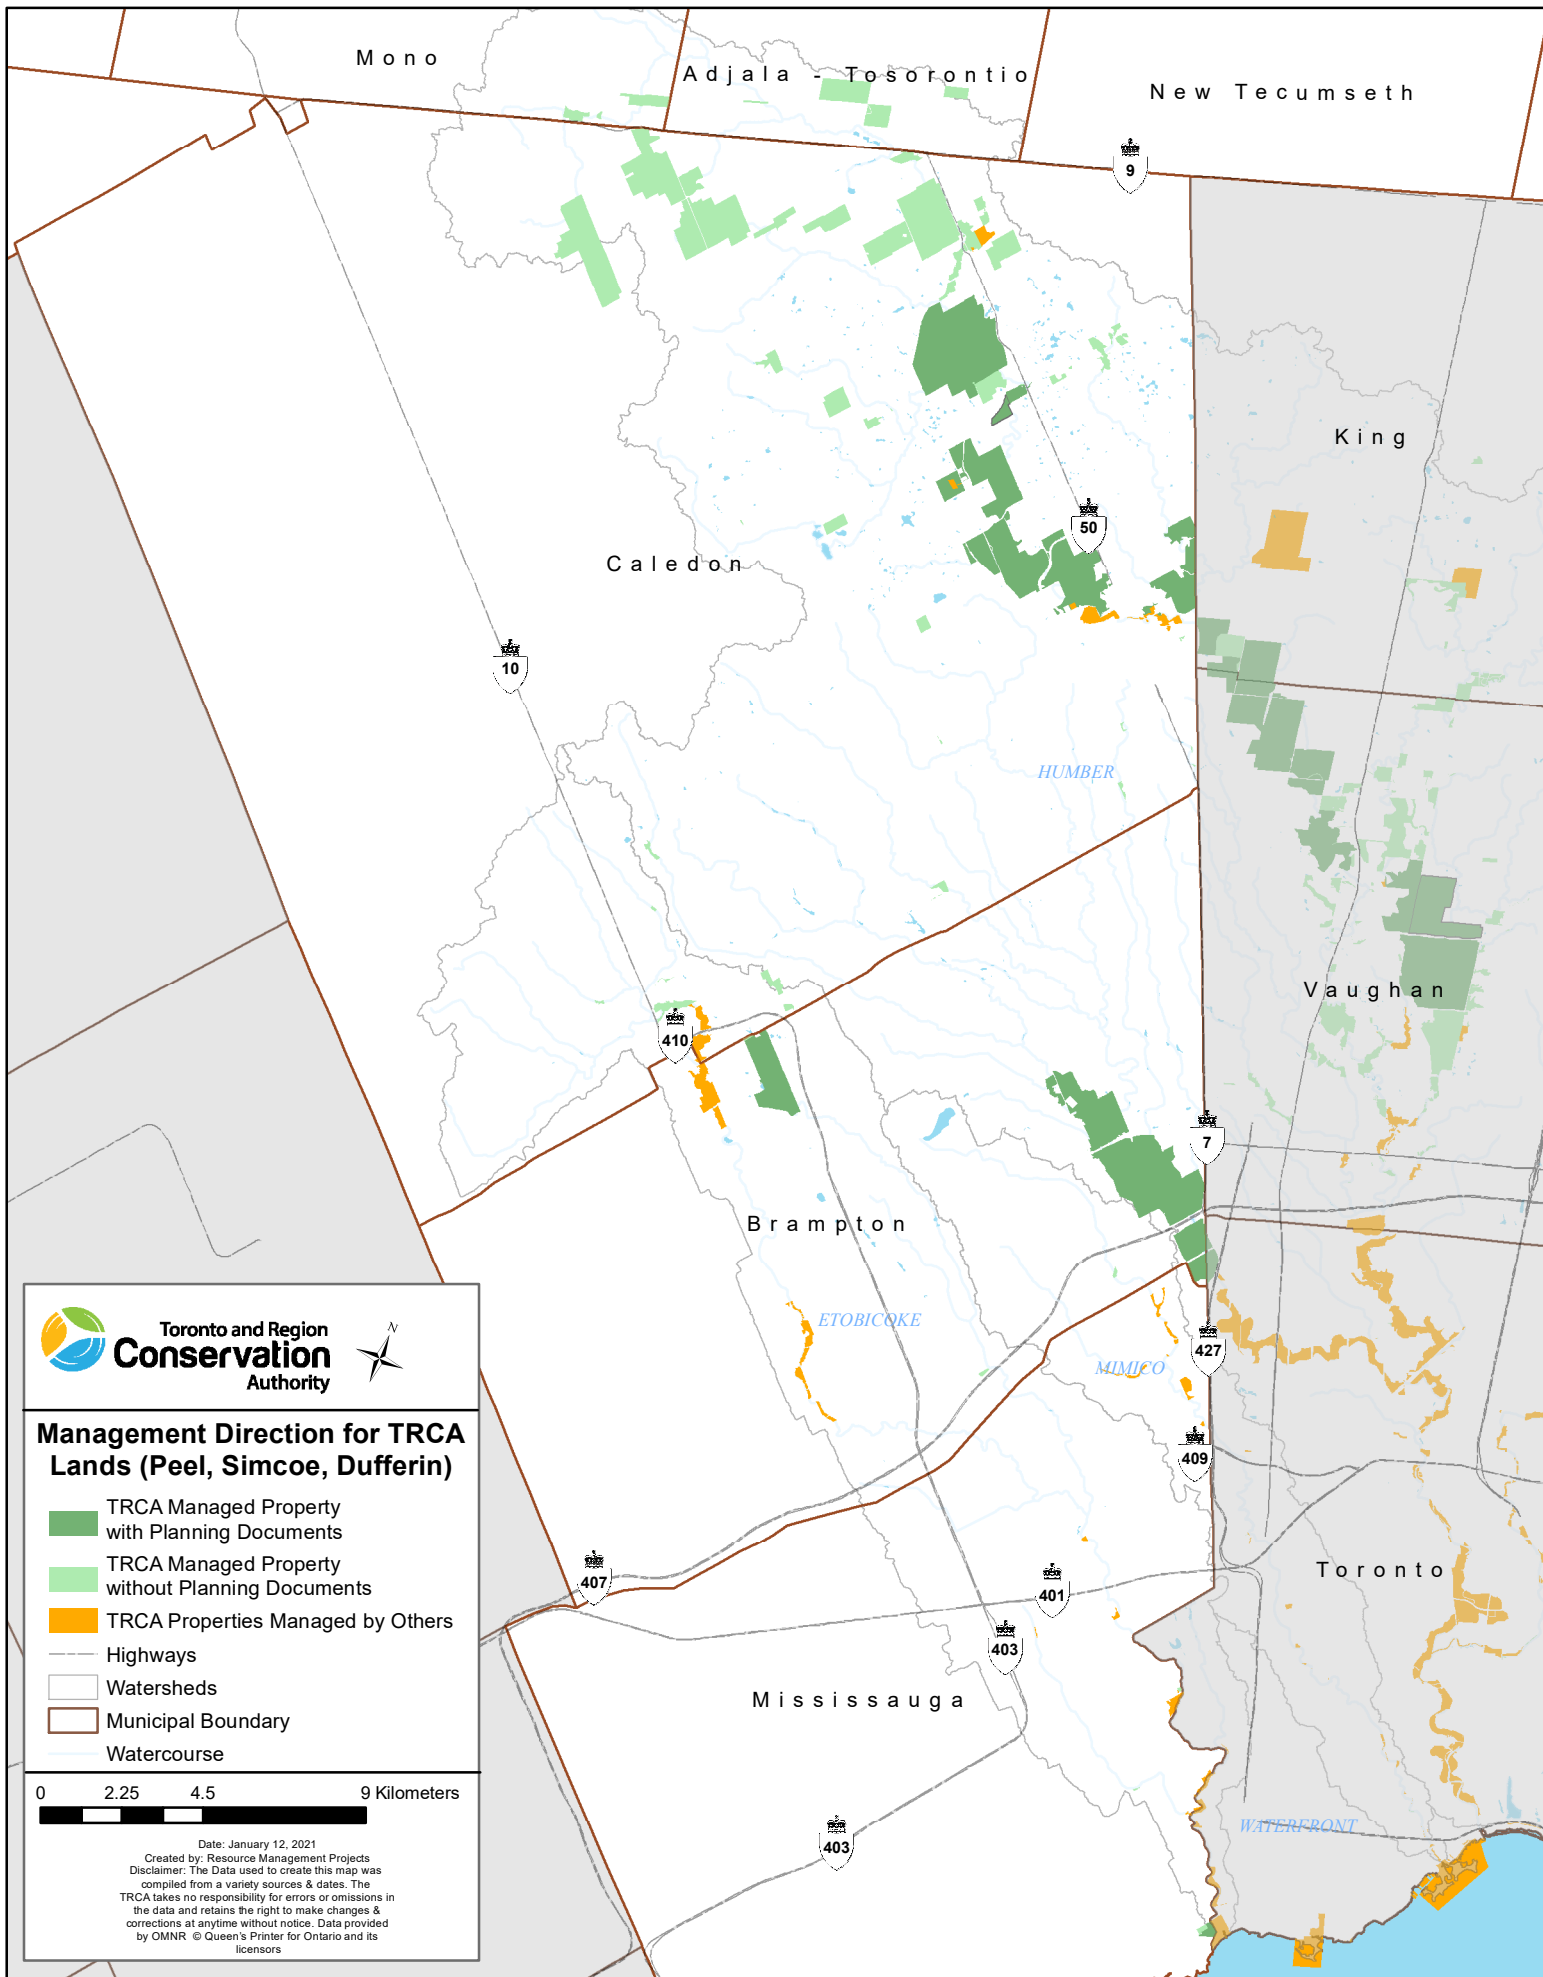 Mono
Adjala - Tosorontio
New Tecumseth
9
King
50
Caledon
10
HUMBER
Vaughan
410
7
Brampton
ETOBICOKE
MIMICO
427
409
Toronto
407
401
403
Mississauga
403
WATERFRONT
Toronto and Region
Conservation
Authority
N
Management Direction for TRCA
Lands (Peel, Simcoe, Dufferin)
TRCA Managed Property
with Planning Documents
TRCA Managed Property
without Planning Documents
TRCA Properties Managed by Others
Highways
Watersheds
Municipal Boundary
Watercourse
0 2.25 4.5 9 Kilometers
Date: January 12, 2021
Created by: Resource Management Projects
Disclaimer: The Data used to create this map was
compiled from a variety sources & dates. The
TRCA takes no responsibility for errors or omissions in
the data and retains the right to make changes &
corrections at anytime without notice. Data provided
by OMNR © Queen's Printer for Ontario and its
licensors